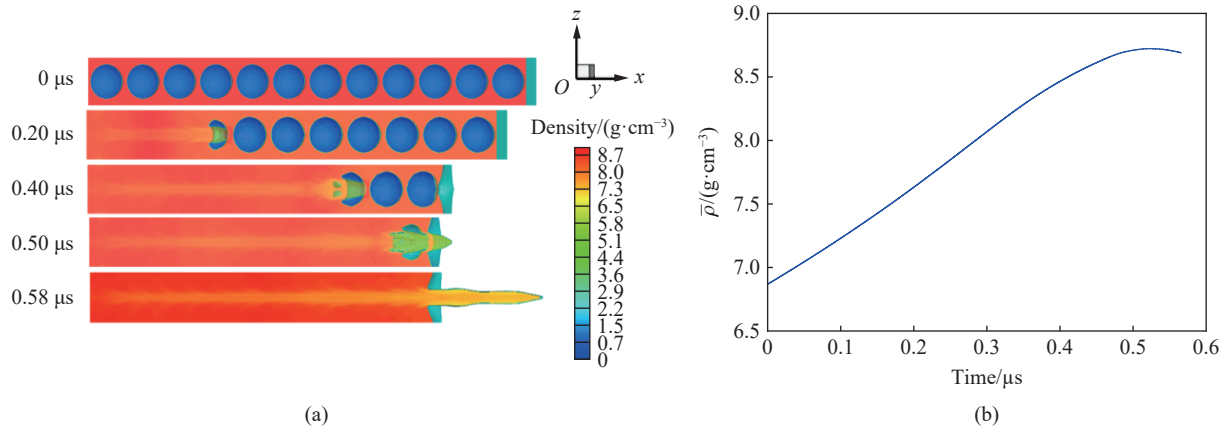 0 μs
0.20 μs
0.40 μs
0.50 μs
0.58 μs
z
O
y
x
Density/(g·cm⁻³)
8.7
8.0
7.3
6.5
5.8
5.1
4.4
3.6
2.9
2.2
1.5
0.7
0
(a)
9.0
8.5
8.0
7.5
7.0
6.5
ρ̅/(g·cm⁻³)
0 0.1 0.2 0.3 0.4 0.5 0.6
Time/μs
(b)